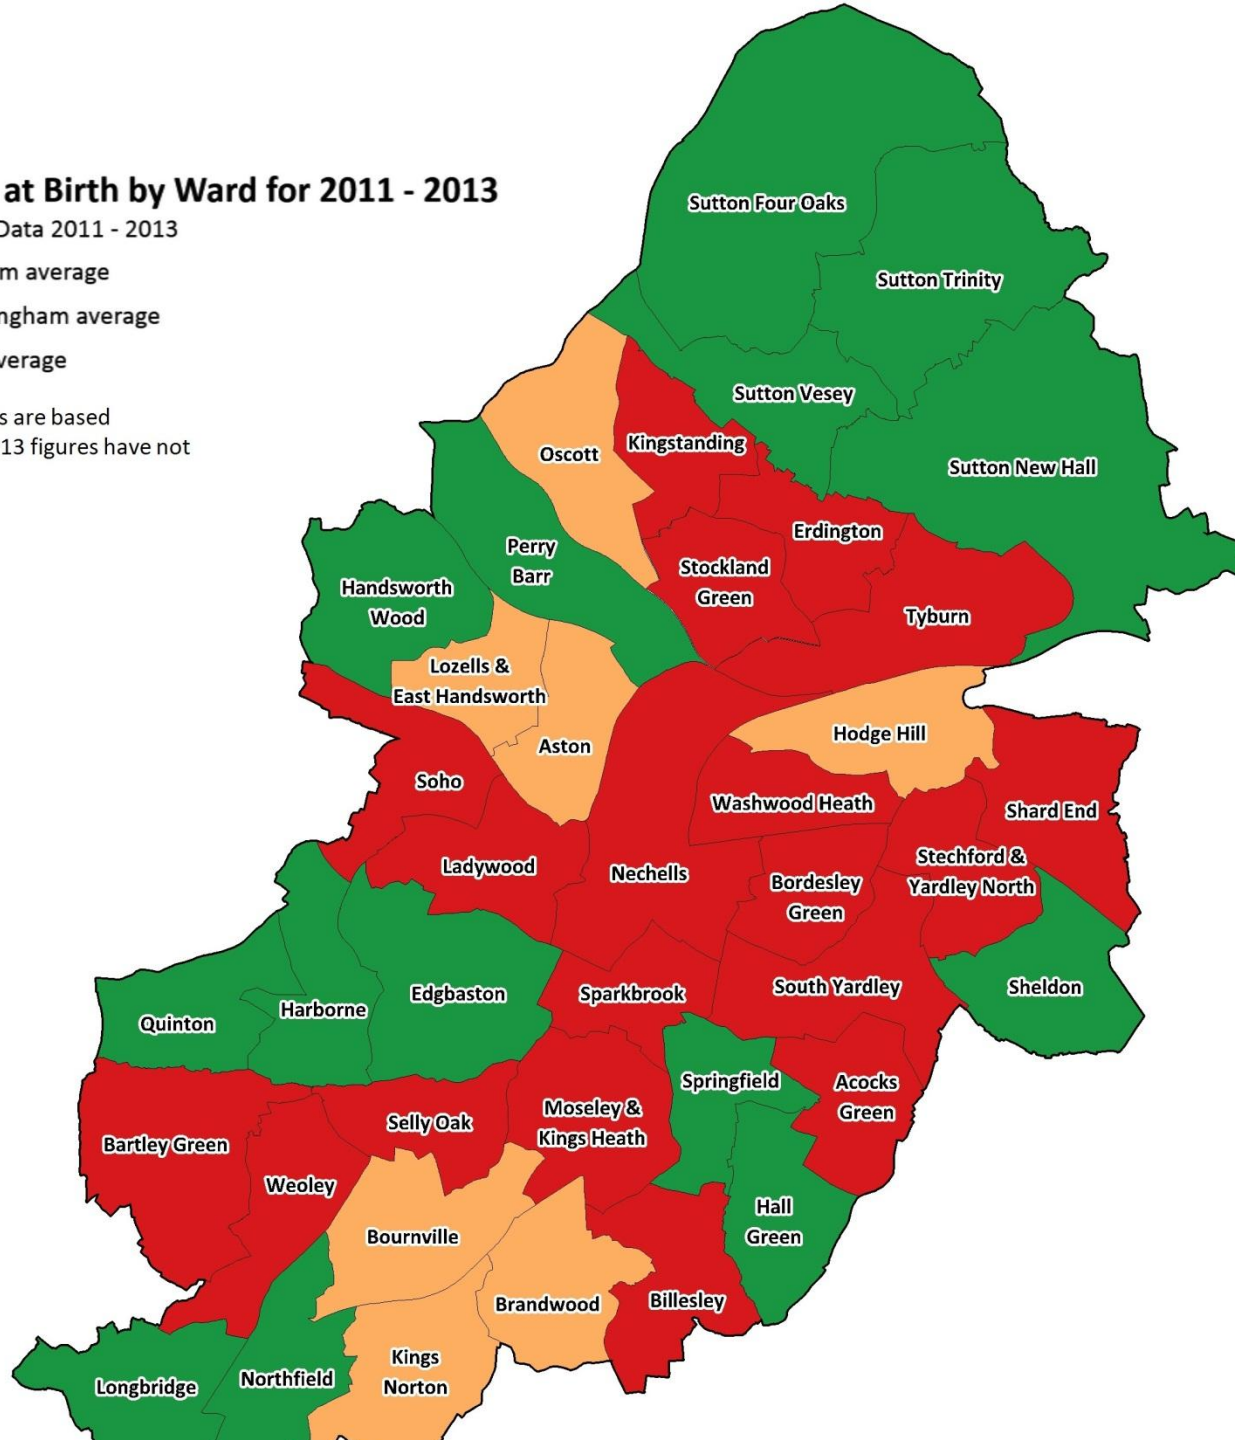 at Birth by Ward for 2011 - 2013
Data 2011 - 2013
m average
ngham average
verage
s are based
13 figures have not
Sutton Four Oaks
Sutton Trinity
Sutton Vesey
Kingstanding
Oscott
Sutton New Hall
Erdington
Perry
Barr
Stockland
Green
Handsworth
Wood
Tyburn
Lozells &
East Handsworth
Hodge Hill
Aston
Soho
Washwood Heath
Shard End
Ladywood
Nechells
Stechford &
Yardley North
Bordesley
Green
Edgbaston
Sparkbrook
South Yardley
Sheldon
Harborne
Quinton
Springfield
Acocks
Green
Moseley &
Kings Heath
Selly Oak
Bartley Green
Weoley
Hall
Green
Bournville
Brandwood
Billesley
Kings
Norton
Northfield
Longbridge